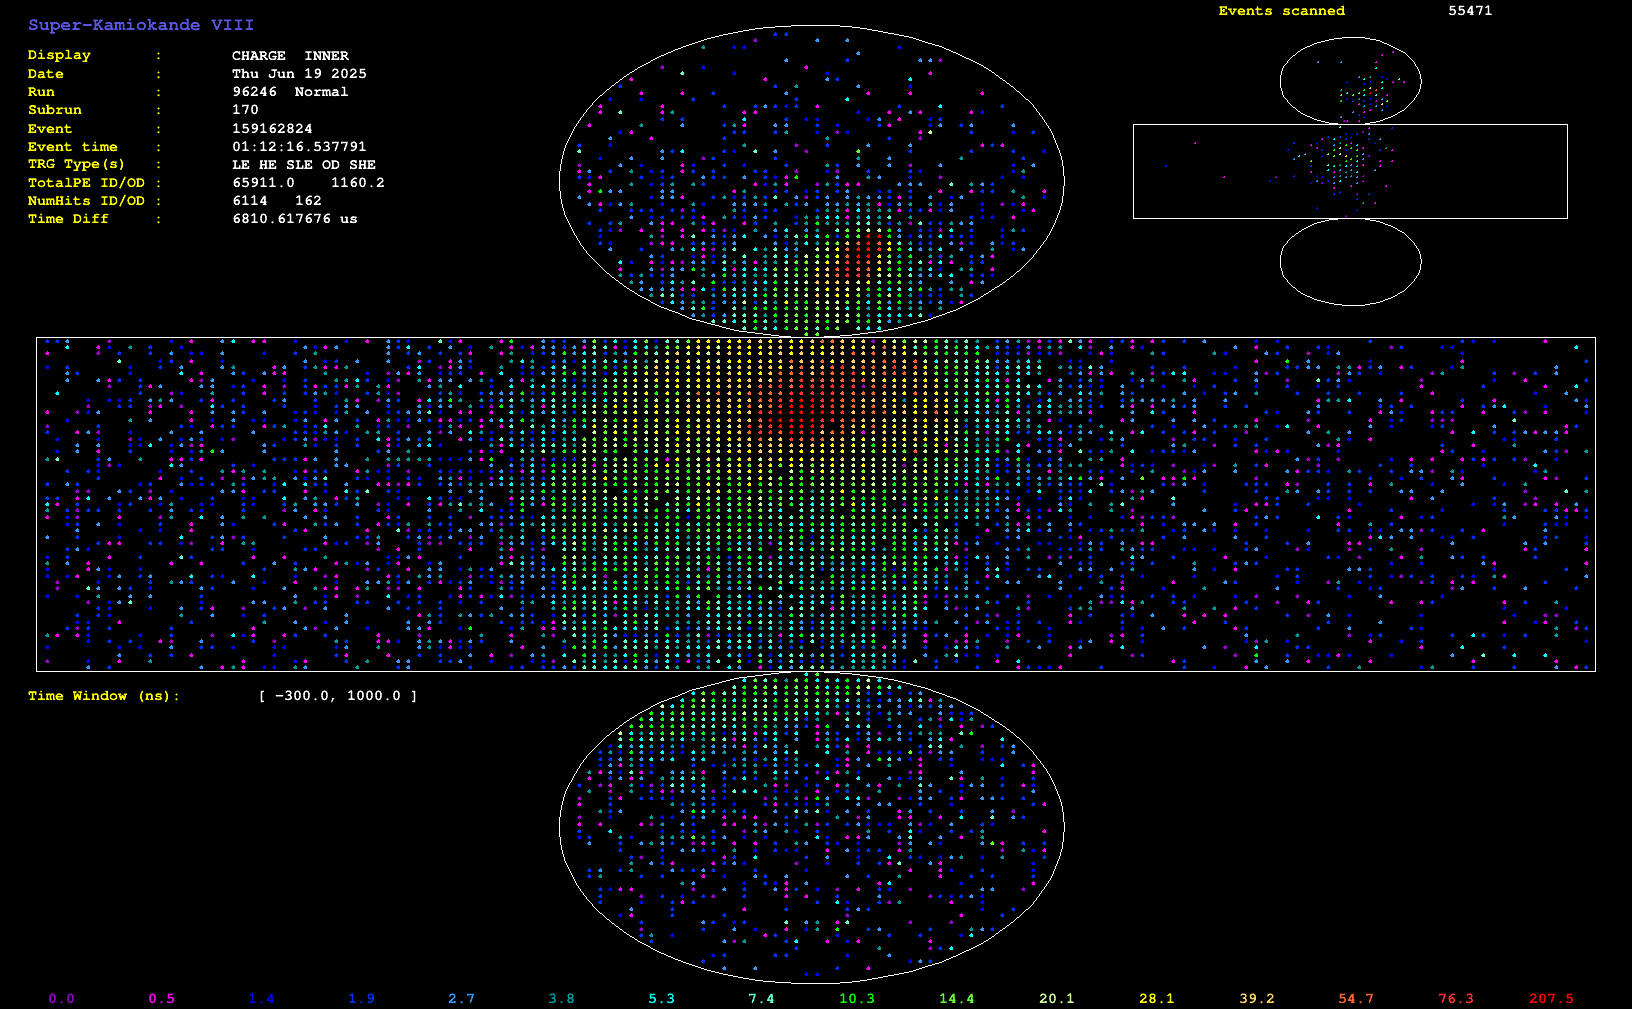 Super-Kamiokande VIII
Events scanned 55471
Display : CHARGE INNER
Date : Thu Jun 19 2025
Run : 96246 Normal
Subrun : 170
Event : 159162824
Event time : 01:12:16.537791
TRG Type(s) : LE HE SLE OD SHE
TotalPE ID/OD : 65911.0 1160.2
NumHits ID/OD : 6114 162
Time Diff : 6810.617676 us
Time Window (ns): [ -300.0, 1000.0 ]
0.0 0.5 1.4 1.9 2.7 3.8 5.3 7.4 10.3 14.4 20.1 28.1 39.2 54.7 76.3 207.5